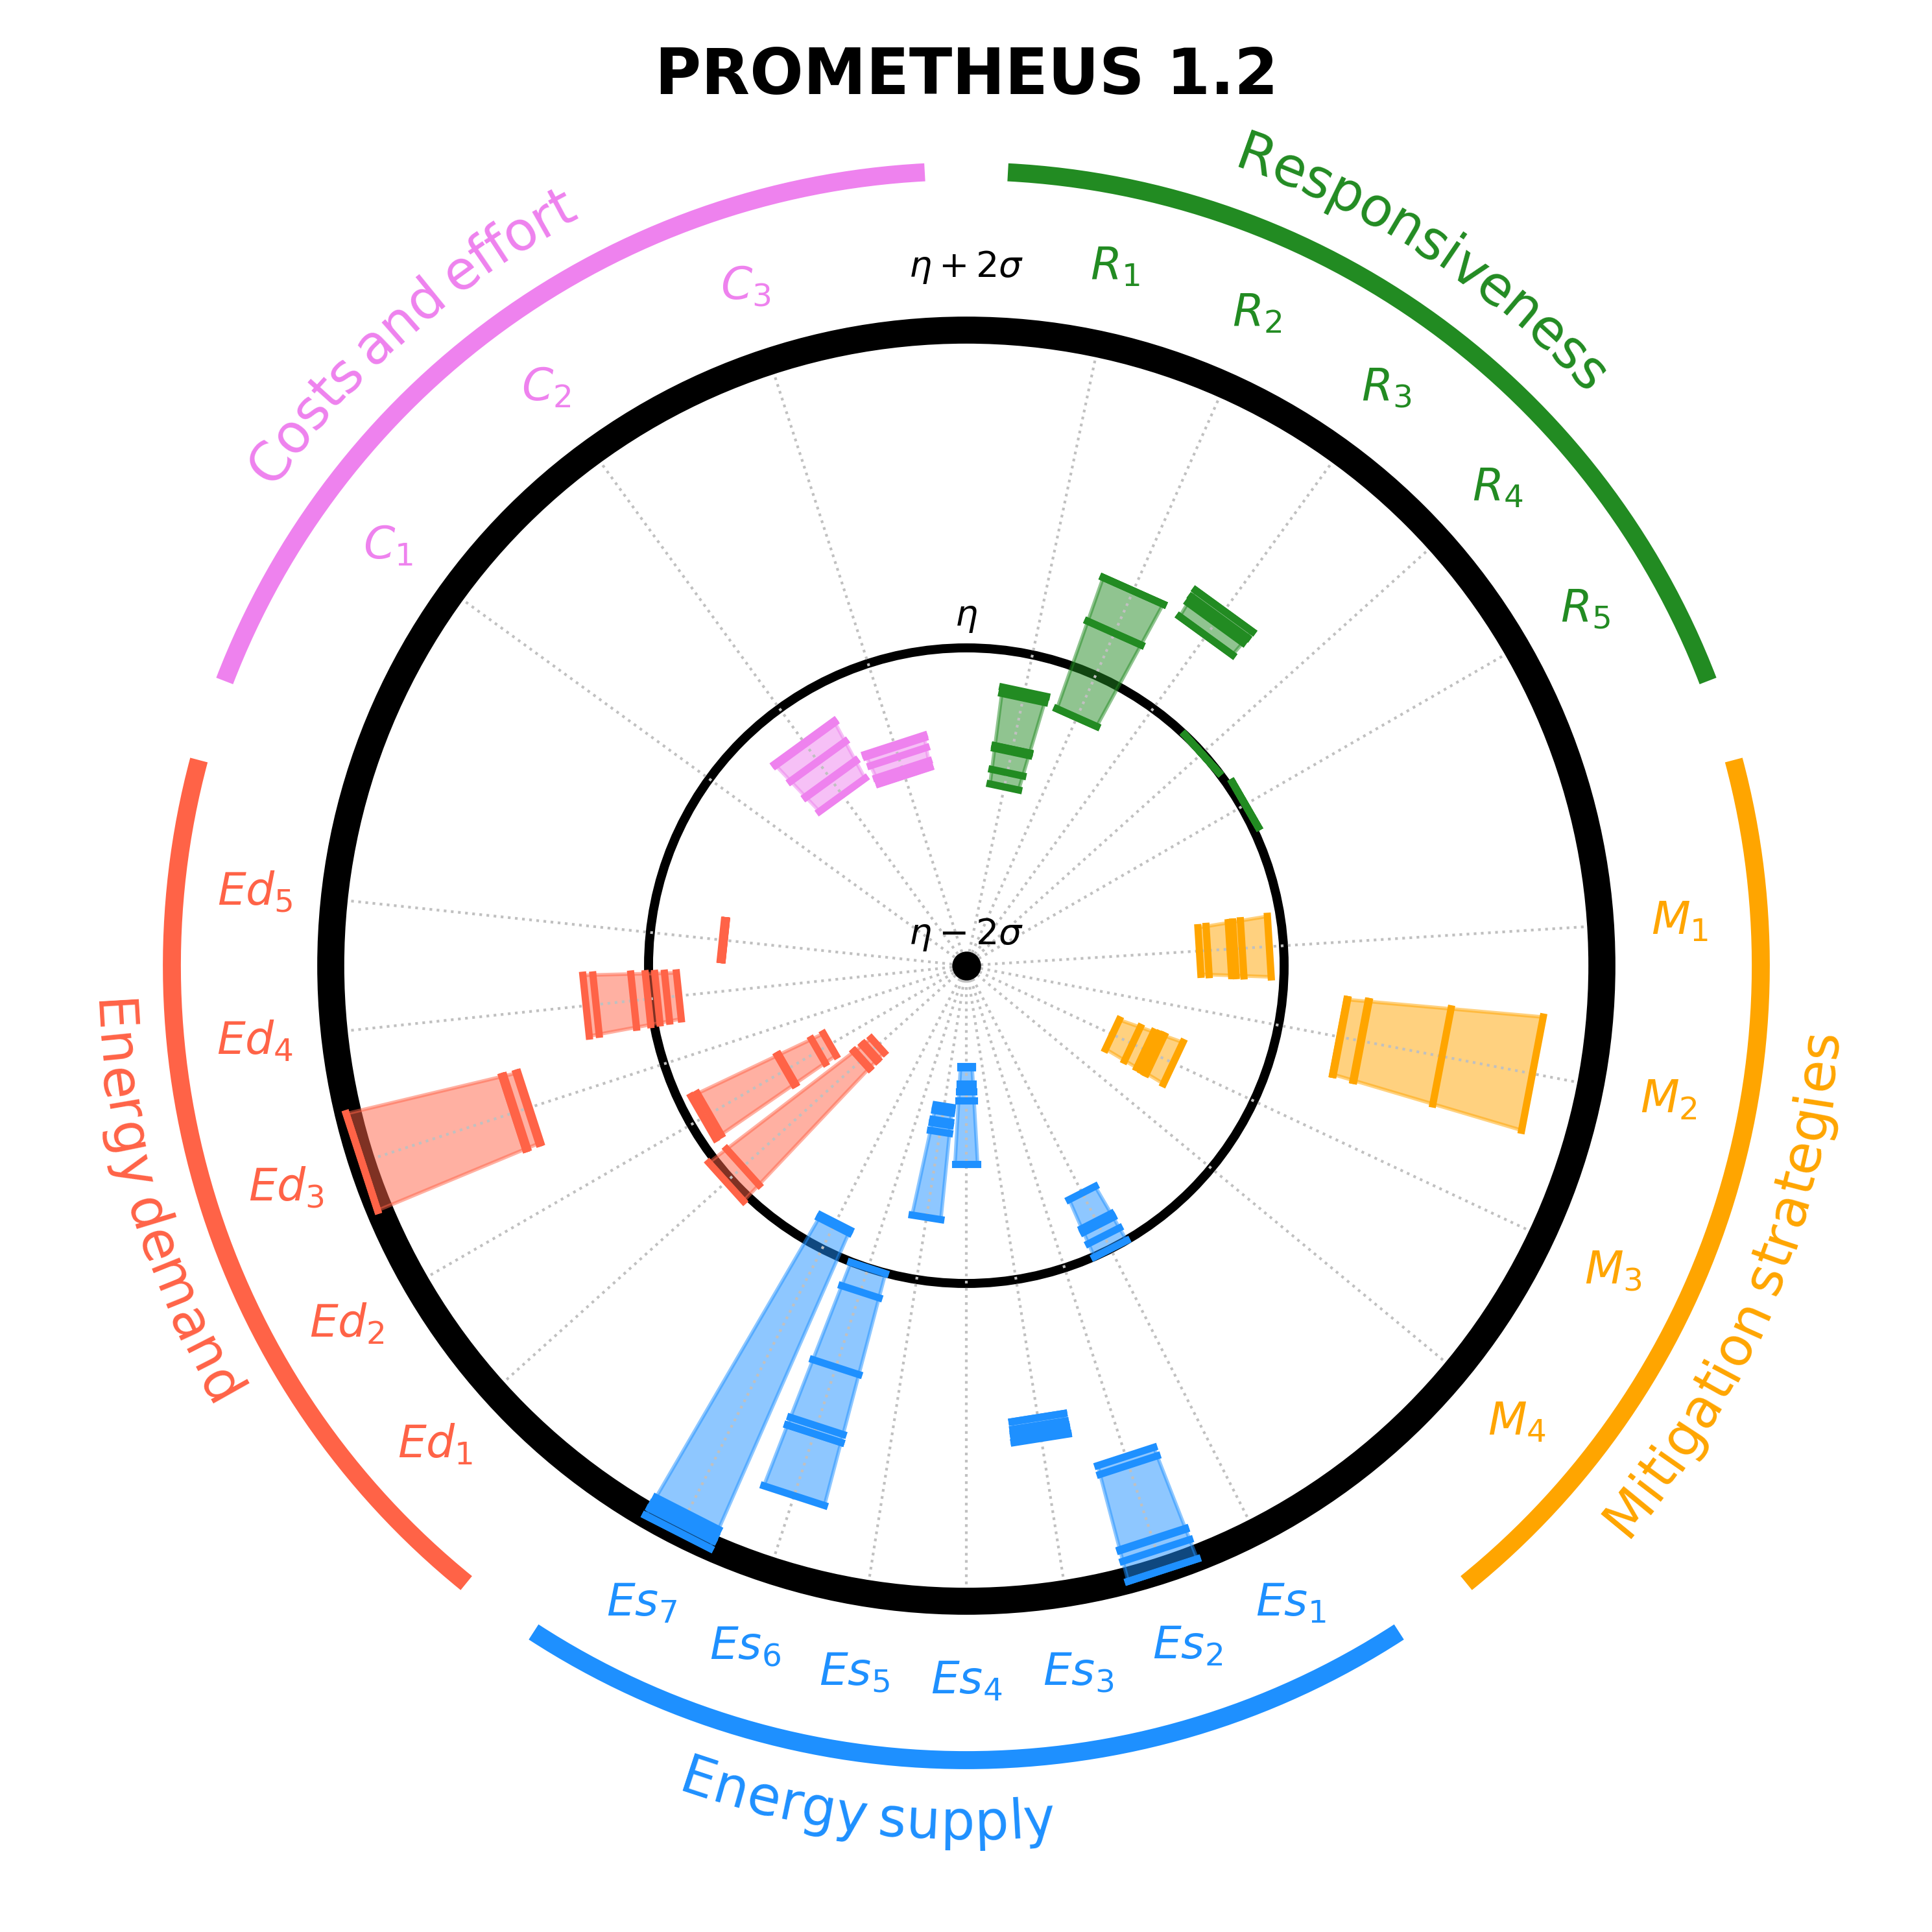 PROMETHEUS 1.2
Responsiveness
R₁
R₂
R₃
R₄
R₅
Mitigation strategies
M₁
M₂
M₃
M₄
Energy supply
Es₁
Es₂
Es₃
Es₄
Es₅
Es₆
Es₇
Energy demand
Ed₁
Ed₂
Ed₃
Ed₄
Ed₅
Costs and effort
C₁
C₂
C₃
η + 2σ
η
η − 2σ